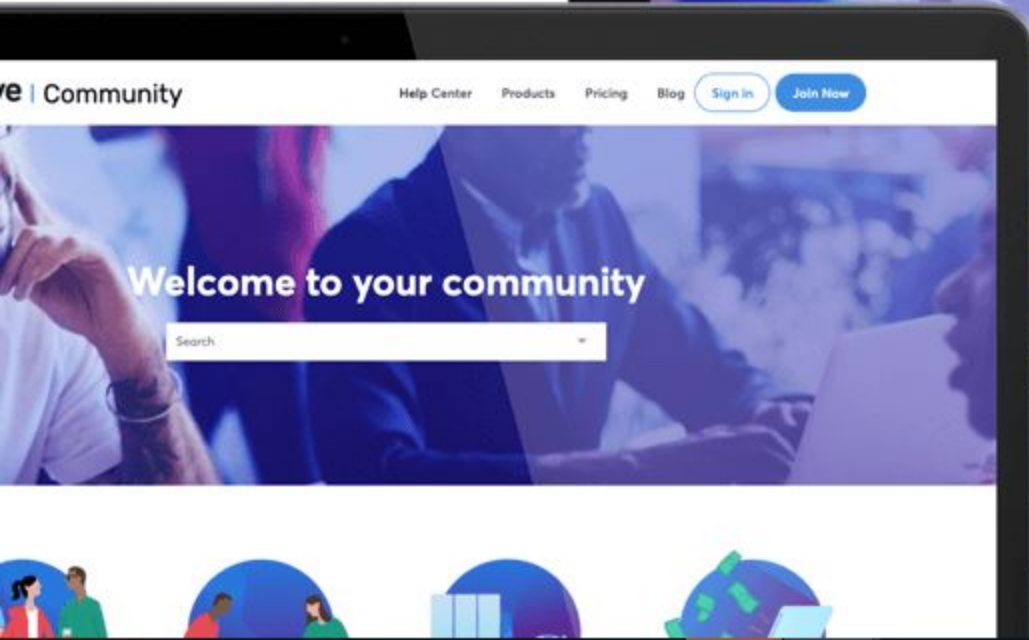 ve | Community
Help Center Products Pricing Blog Sign in Join Now
Welcome to your community
Search